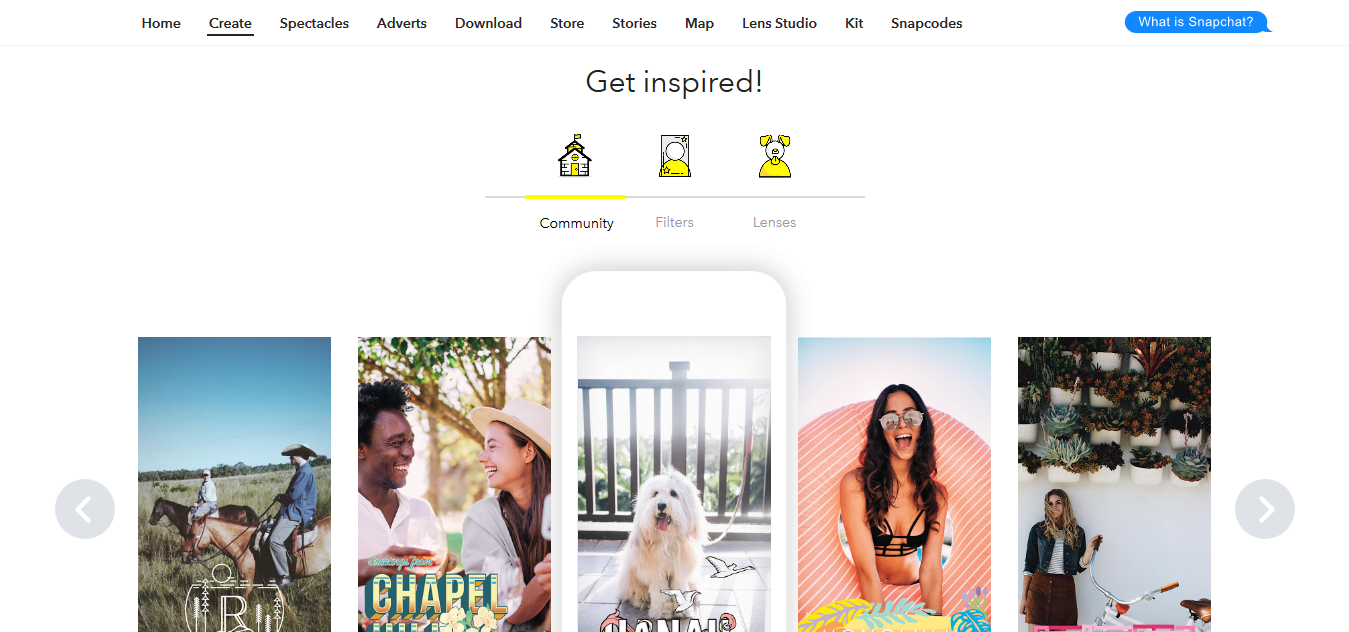 Home Create Spectacles Adverts Download Store Stories Map Lens Studio Kit Snapcodes What is Snapchat?
Get inspired!
Community Filters Lenses
Greetings from
CHAPEL
R